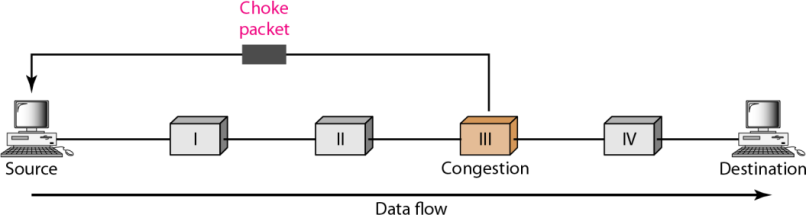 Choke
packet
I
II
III
IV
Source
Congestion
Destination
Data flow